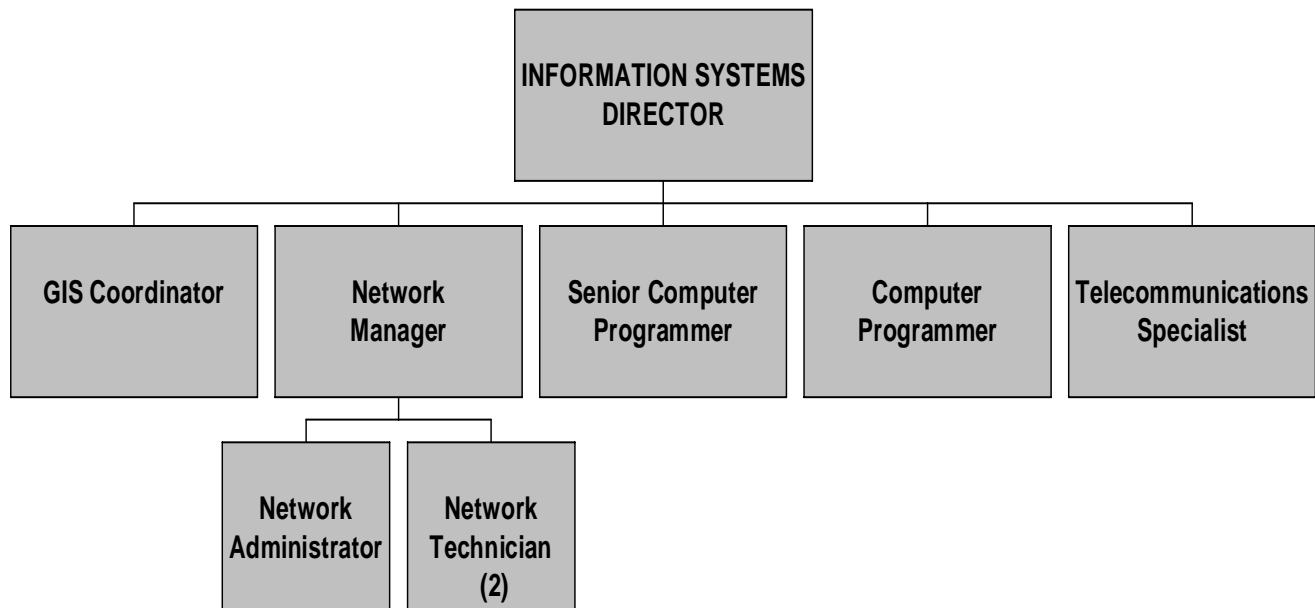 INFORMATION SYSTEMS
DIRECTOR
GIS Coordinator
Network
Manager
Senior Computer
Programmer
Computer
Programmer
Telecommunications
Specialist
Network
Administrator
Network
Technician
(2)